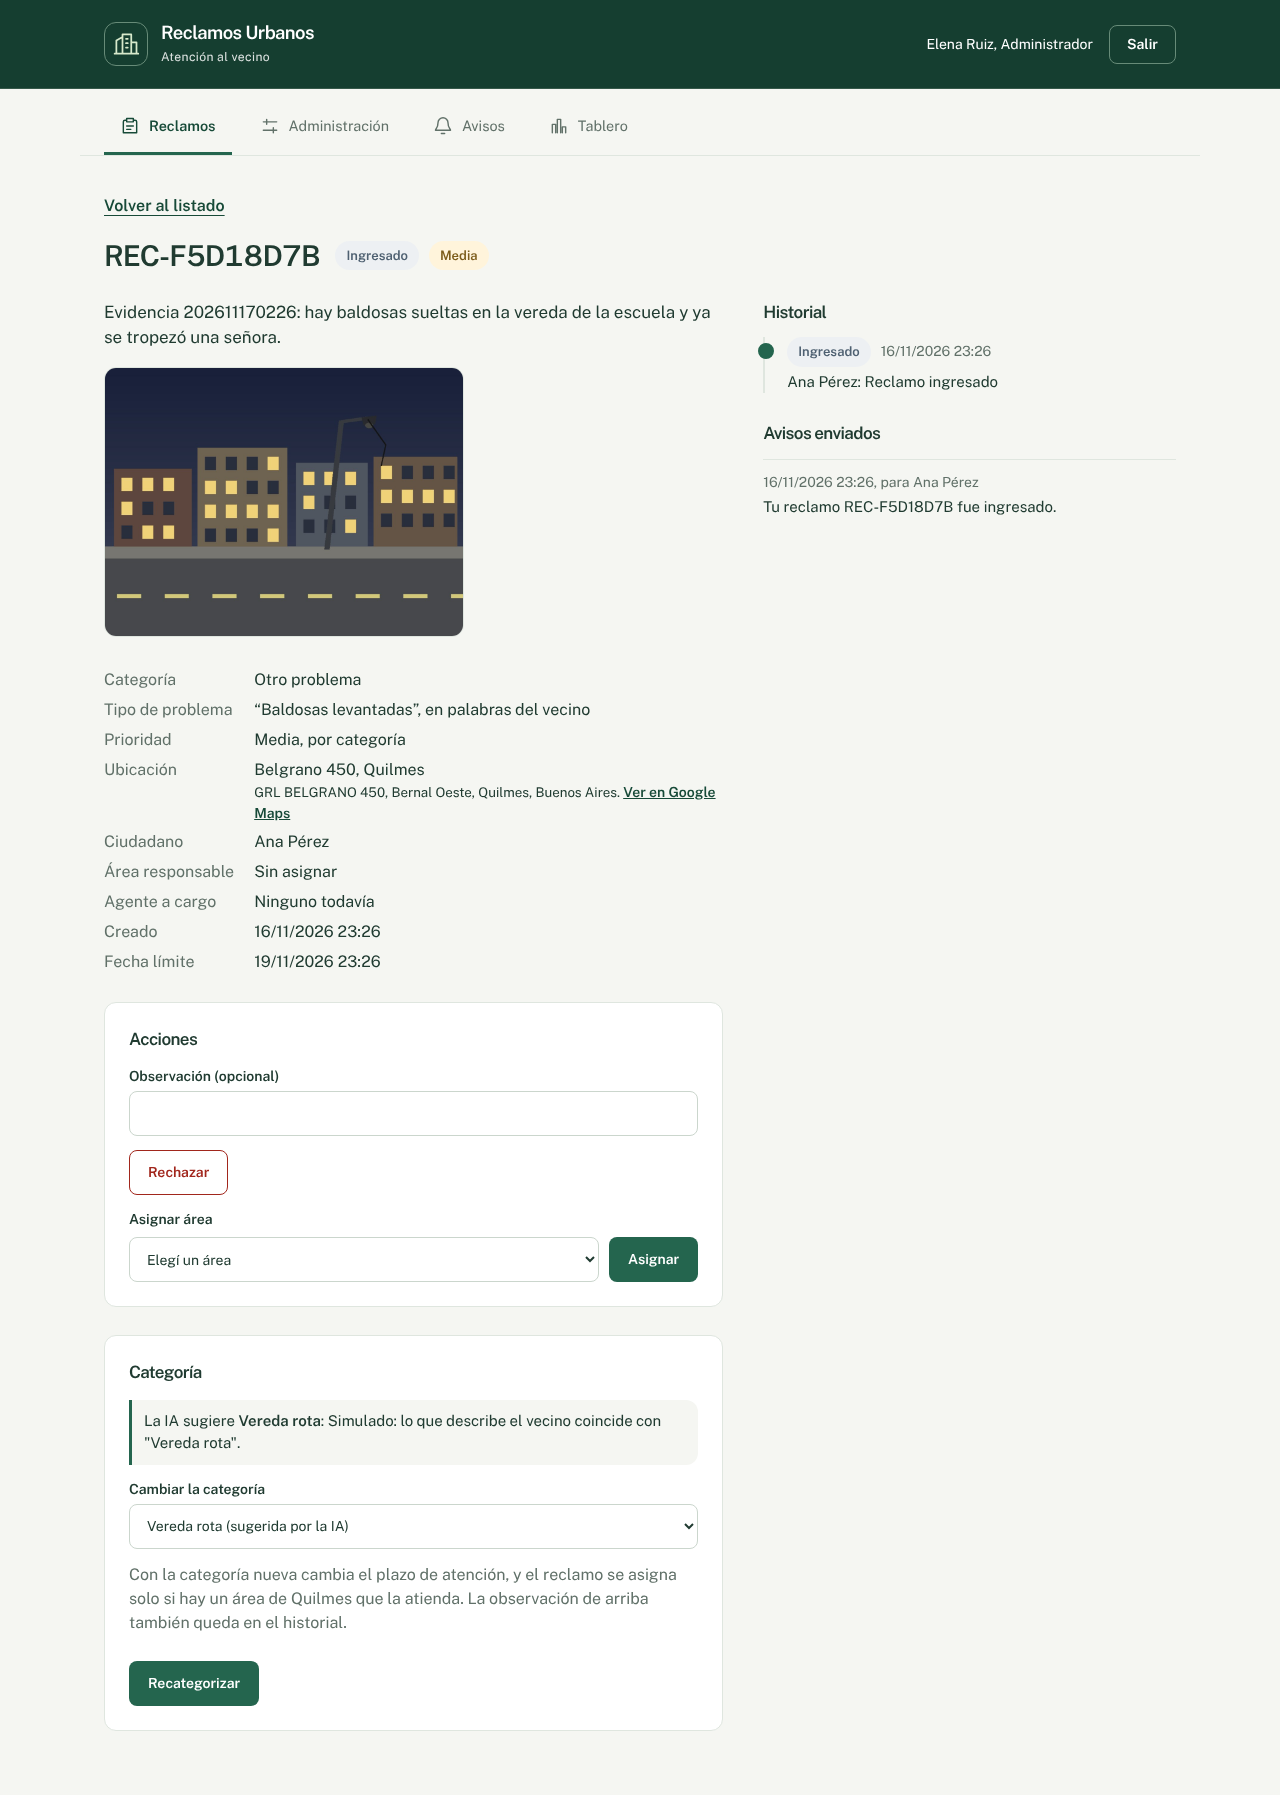 Reclamos Urbanos
Atención al vecino
Elena Ruiz, Administrador
Salir
Reclamos
Administración
Avisos
Tablero
Volver al listado
REC-F5D18D7B
Ingresado
Media
Evidencia 202611170226: hay baldosas sueltas en la vereda de la escuela y ya
se tropezó una señora.
Categoría
Otro problema
Tipo de problema
“Baldosas levantadas”, en palabras del vecino
Prioridad
Media, por categoría
Ubicación
Belgrano 450, Quilmes
GRL BELGRANO 450, Bernal Oeste, Quilmes, Buenos Aires. Ver en Google
Maps
Ciudadano
Ana Pérez
Área responsable
Sin asignar
Agente a cargo
Ninguno todavía
Creado
16/11/2026 23:26
Fecha límite
19/11/2026 23:26
Acciones
Observación (opcional)
Rechazar
Asignar área
Elegí un área
Asignar
Categoría
La IA sugiere Vereda rota: Simulado: lo que describe el vecino coincide con
"Vereda rota".
Cambiar la categoría
Vereda rota (sugerida por la IA)
Con la categoría nueva cambia el plazo de atención, y el reclamo se asigna
solo si hay un área de Quilmes que la atienda. La observación de arriba
también queda en el historial.
Recategorizar
Historial
Ingresado
16/11/2026 23:26
Ana Pérez: Reclamo ingresado
Avisos enviados
16/11/2026 23:26, para Ana Pérez
Tu reclamo REC-F5D18D7B fue ingresado.